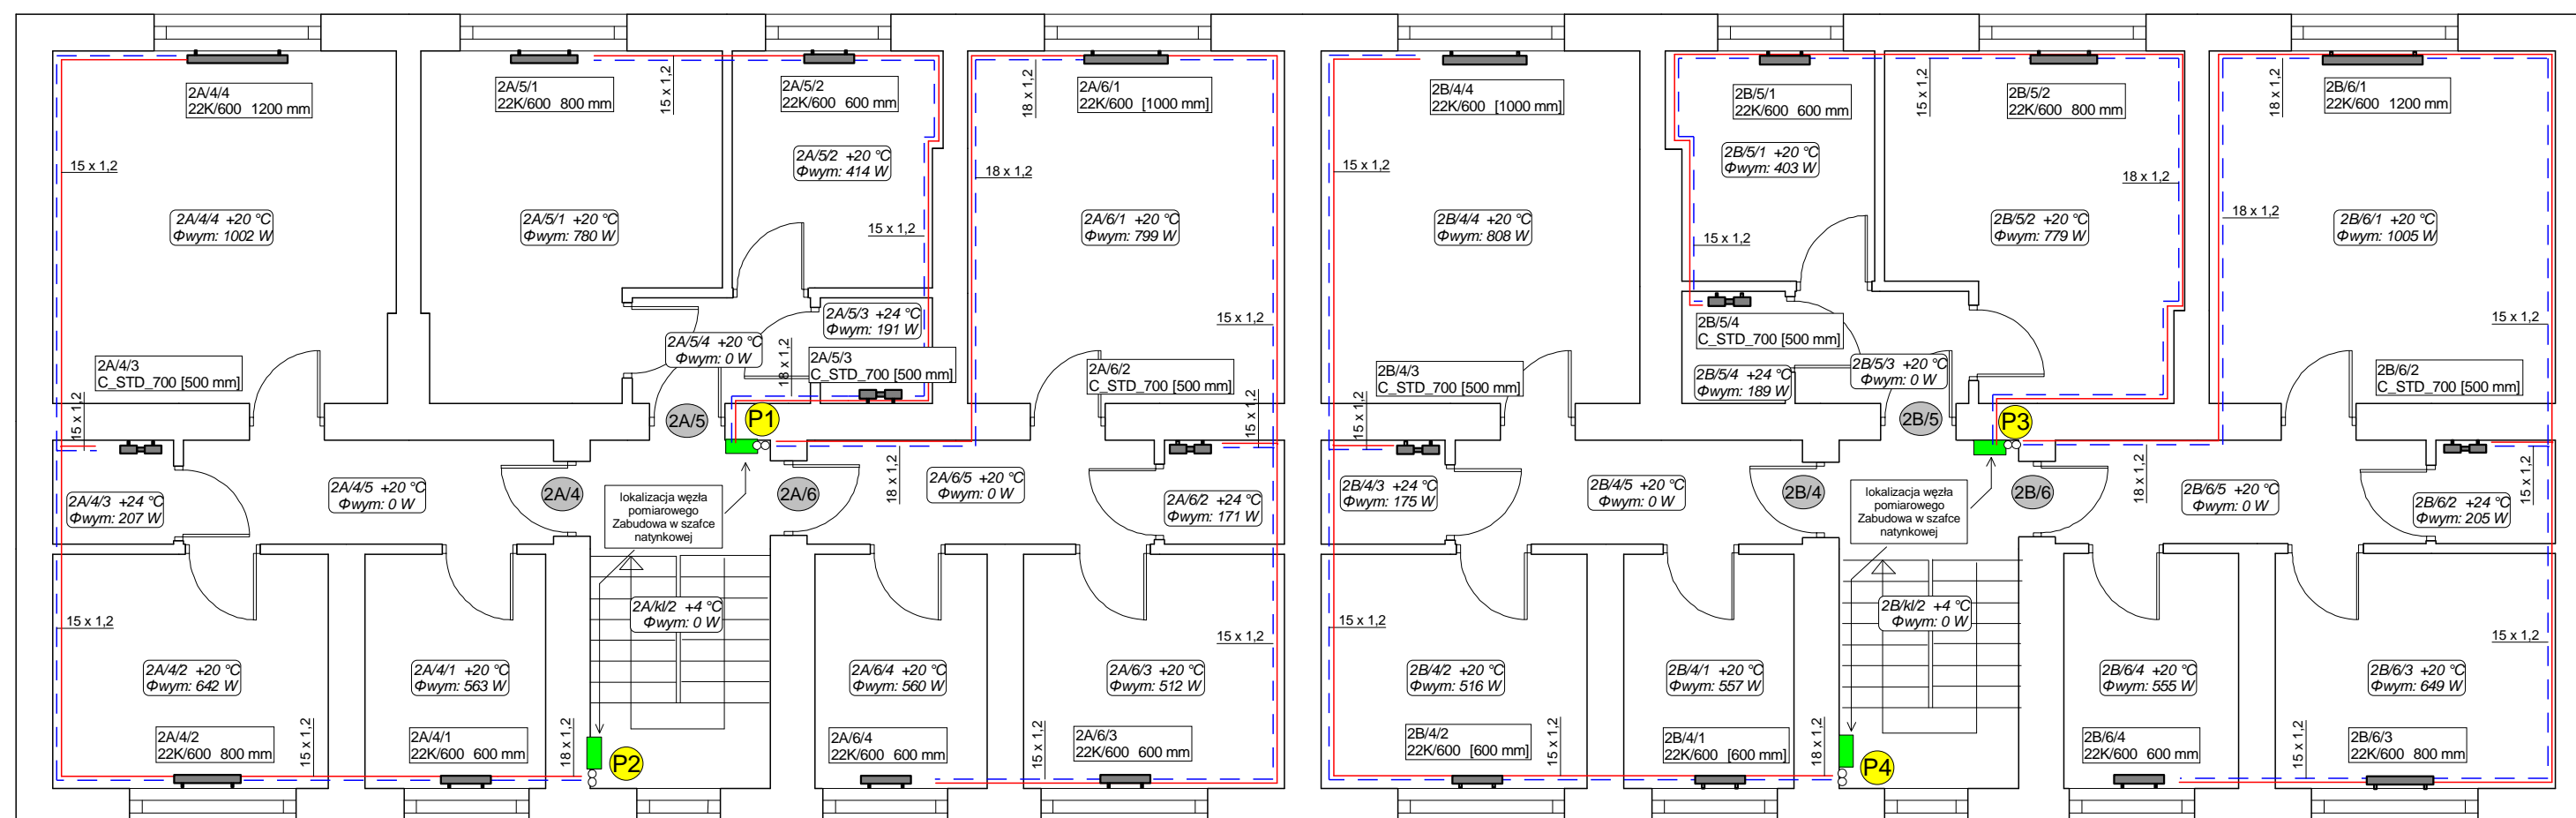 2A/4/4
22K/600 1200 mm
15 x 1,2
2A/4/4 +20 °C
Φwym: 1002 W
2A/4/3
C_STD_700 [500 mm]
15 x 1,2
2A/4/3 +24 °C
Φwym: 207 W
2A/4/5 +20 °C
Φwym: 0 W
2A/4
15 x 1,2
2A/4/2 +20 °C
Φwym: 642 W
2A/4/2
22K/600 800 mm
15 x 1,2
2A/4/1 +20 °C
Φwym: 563 W
2A/4/1
22K/600 600 mm
18 x 1,2
P2
2A/5/1
22K/600 800 mm
15 x 1,2
2A/5/1 +20 °C
Φwym: 780 W
2A/5/2
22K/600 600 mm
2A/5/2 +20 °C
Φwym: 414 W
15 x 1,2
2A/5/3 +24 °C
Φwym: 191 W
2A/5/4 +20 °C
Φwym: 0 W
18 x 1,2
2A/5/3
C_STD_700 [500 mm]
2A/5
P1
lokalizacja węzła
pomiarowego
Zabudowa w szafce
natynkowej
2A/kl/2 +4 °C
Φwym: 0 W
2A/6
18 x 1,2
2A/6/1
22K/600 [1000 mm]
18 x 1,2
2A/6/1 +20 °C
Φwym: 799 W
15 x 1,2
2A/6/2
C_STD_700 [500 mm]
15 x 1,2
18 x 1,2
2A/6/5 +20 °C
Φwym: 0 W
2A/6/2 +24 °C
Φwym: 171 W
15 x 1,2
2A/6/4 +20 °C
Φwym: 560 W
2A/6/3 +20 °C
Φwym: 512 W
2A/6/4
22K/600 600 mm
15 x 1,2
2A/6/3
22K/600 600 mm
2B/4/4
22K/600 [1000 mm]
15 x 1,2
2B/4/4 +20 °C
Φwym: 808 W
2B/4/3
C_STD_700 [500 mm]
15 x 1,2
2B/4/3 +24 °C
Φwym: 175 W
2B/4/5 +20 °C
Φwym: 0 W
2B/4
15 x 1,2
2B/4/2 +20 °C
Φwym: 516 W
2B/4/2
22K/600 [600 mm]
15 x 1,2
2B/4/1 +20 °C
Φwym: 557 W
2B/4/1
22K/600 [600 mm]
18 x 1,2
P4
2B/5/1
22K/600 600 mm
2B/5/1 +20 °C
Φwym: 403 W
15 x 1,2
15 x 1,2
2B/5/2
22K/600 800 mm
18 x 1,2
2B/5/2 +20 °C
Φwym: 779 W
2B/5/4
C_STD_700 [500 mm]
2B/5/4 +24 °C
Φwym: 189 W
2B/5/3 +20 °C
Φwym: 0 W
2B/5
P3
lokalizacja węzła
pomiarowego
Zabudowa w szafce
natynkowej
2B/kl/2 +4 °C
Φwym: 0 W
2B/6
18 x 1,2
2B/6/1
22K/600 1200 mm
18 x 1,2
2B/6/1 +20 °C
Φwym: 1005 W
15 x 1,2
2B/6/2
C_STD_700 [500 mm]
18 x 1,2
2B/6/5 +20 °C
Φwym: 0 W
15 x 1,2
2B/6/2 +24 °C
Φwym: 205 W
15 x 1,2
2B/6/4 +20 °C
Φwym: 555 W
2B/6/3 +20 °C
Φwym: 649 W
2B/6/4
22K/600 600 mm
15 x 1,2
2B/6/3
22K/600 800 mm